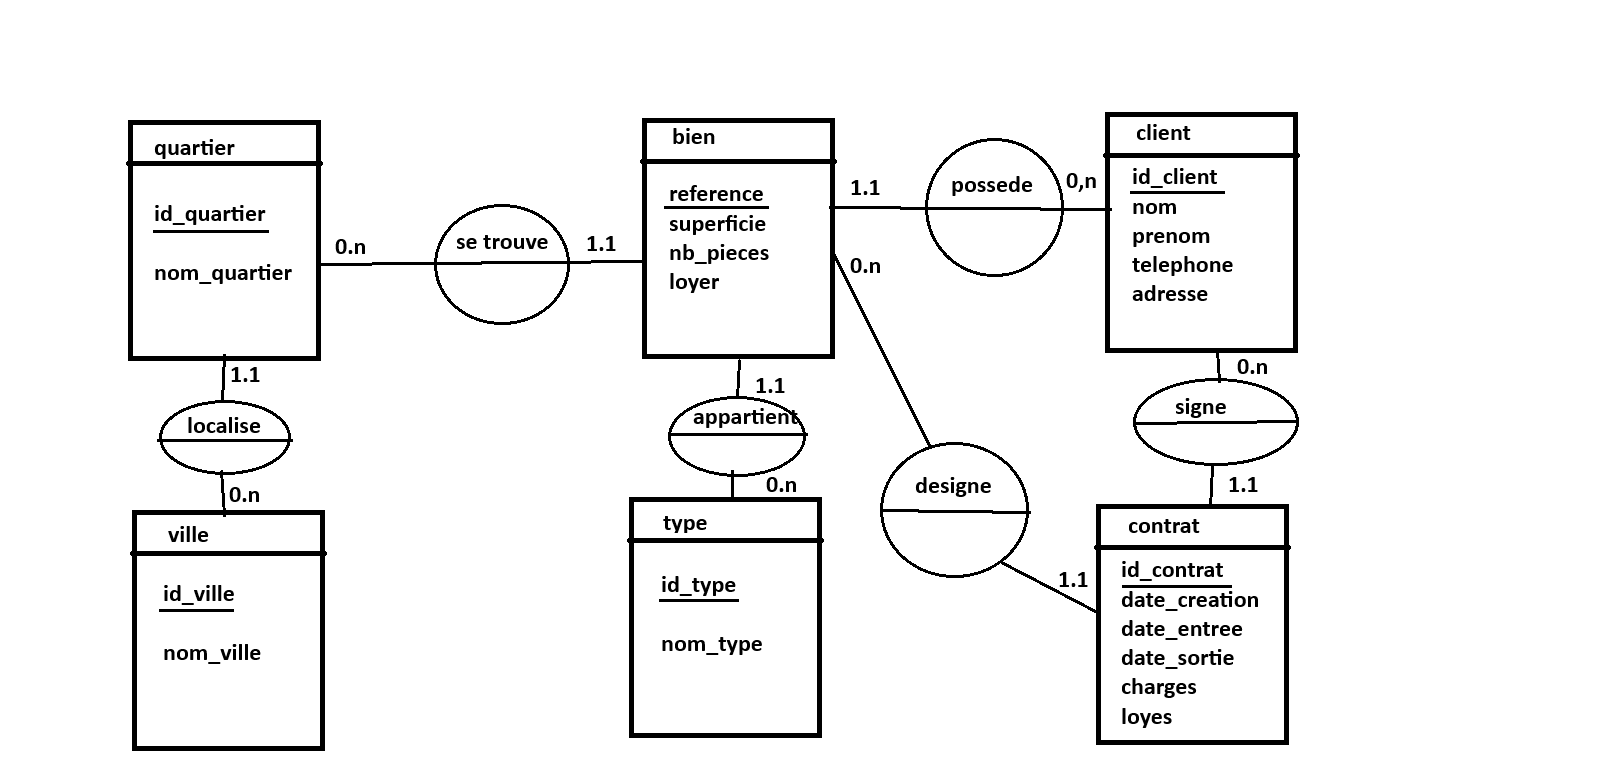 quartier
id_quartier
nom_quartier
0.n
se trouve
1.1
bien
reference
superficie
nb_pieces
loyer
1.1
possede
0,n
client
id_client
nom
prenom
telephone
adresse
1.1
localise
0.n
ville
id_ville
nom_ville
1.1
appartient
0.n
type
id_type
nom_type
0.n
designe
1.1
0.n
signe
1.1
contrat
id_contrat
date_creation
date_entree
date_sortie
charges
loyes